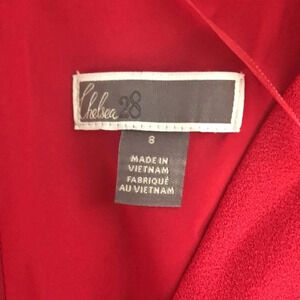 Chelsea28
8
MADE IN
VIETNAM
FABRIQUÉ
AU VIETNAM